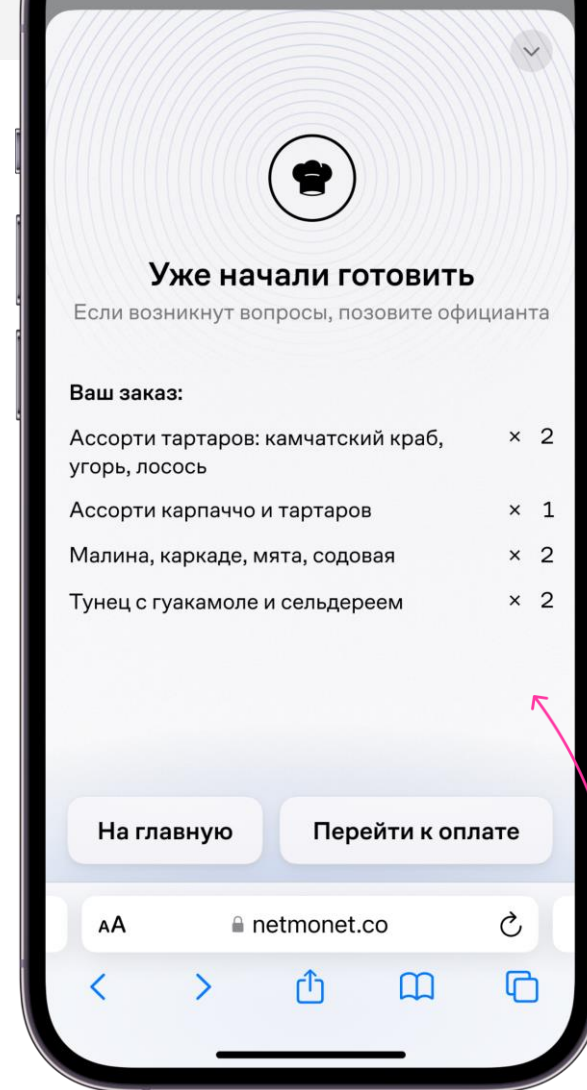 Уже начали готовить
Если возникнут вопросы, позовите официанта
Ваш заказ:
Ассорти тартаров: камчатский краб, × 2
угорь, лосось
Ассорти карпаччо и тартаров × 1
Малина, каркаде, мята, содовая × 2
Тунец с гуакамоле и сельдереем × 2
На главную Перейти к оплате
AA netmonet.co